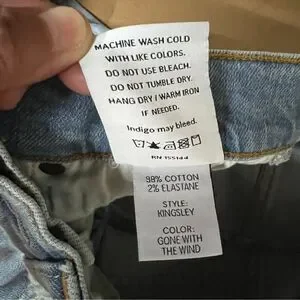 MACHINE WASH COLD
WITH LIKE COLORS.
DO NOT USE BLEACH.
DO NOT TUMBLE DRY.
HANG DRY / WARM IRON
IF NEEDED.
Indigo may bleed.
RN 155144
98% COTTON
2% ELASTANE
STYLE:
KINGSLEY
COLOR:
GONE WITH
THE WIND